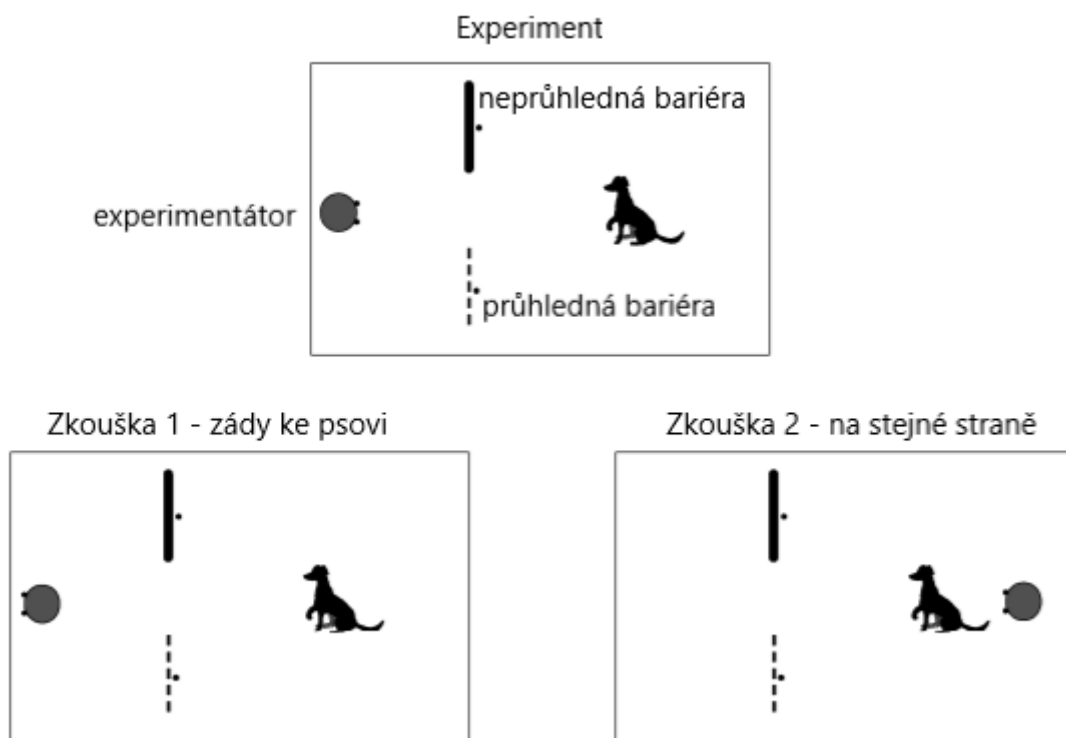 Experiment
neprůhledná bariéra
experimentátor
průhledná bariéra
Zkouška 1 - zády ke psovi
Zkouška 2 - na stejné straně